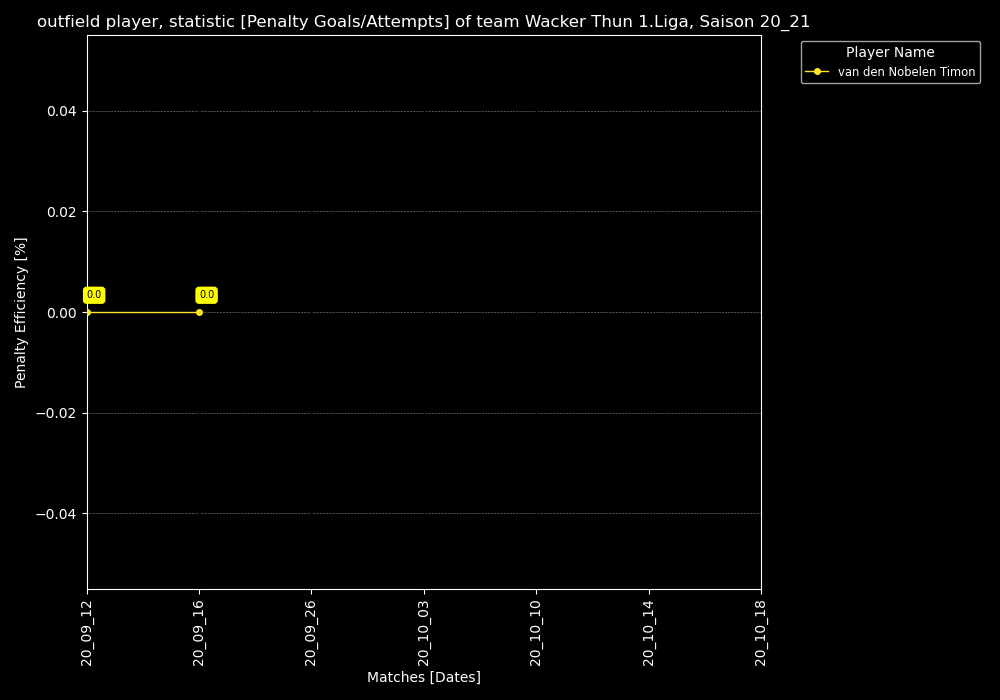 outfield player, statistic [Penalty Goals/Attempts] of team Wacker Thun 1.Liga, Saison 20_21
Player Name
van den Nobelen Timon
Penalty Efficiency [%]
0.04
0.02
0.00
−0.02
−0.04
0.0
0.0
20_09_12
20_09_16
20_09_26
20_10_03
20_10_10
20_10_14
20_10_18
Matches [Dates]